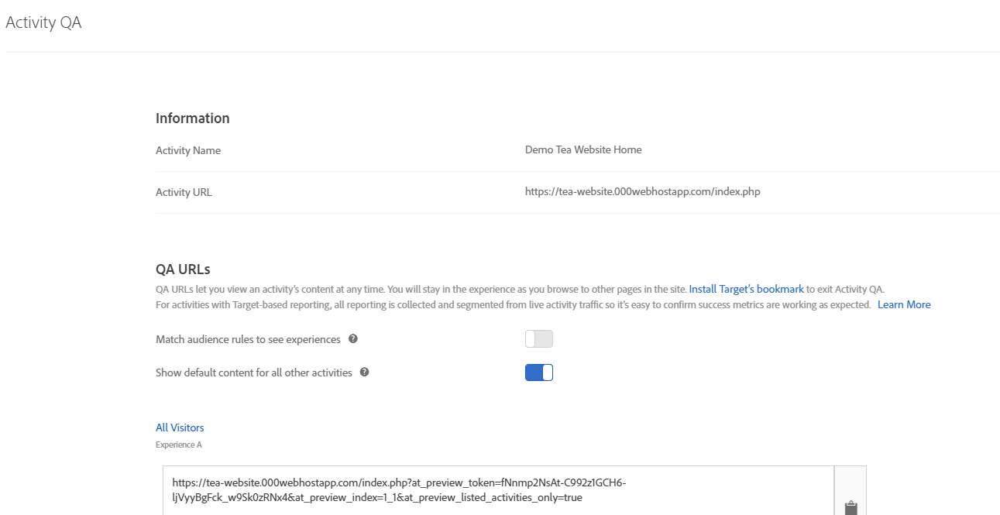 Activity QA
Information
Activity Name
Demo Tea Website Home
Activity URL
https://tea-website.000webhostapp.com/index.php
QA URLs
QA URLs let you view an activity's content at any time. You will stay in the experience as you browse to other pages in the site. Install Target's bookmark to exit Activity QA.
For activities with Target-based reporting, all reporting is collected and segmented from live activity traffic so it's easy to confirm success metrics are working as expected. Learn More
Match audience rules to see experiences ?
Show default content for all other activities ?
All Visitors
Experience A
https://tea-website.000webhostapp.com/index.php?at_preview_token=fNnmp2NsAt-C992z1GCH6-
ljVyyBgFck_w9Sk0zRNx4&at_preview_index=1_1&at_preview_listed_activities_only=true